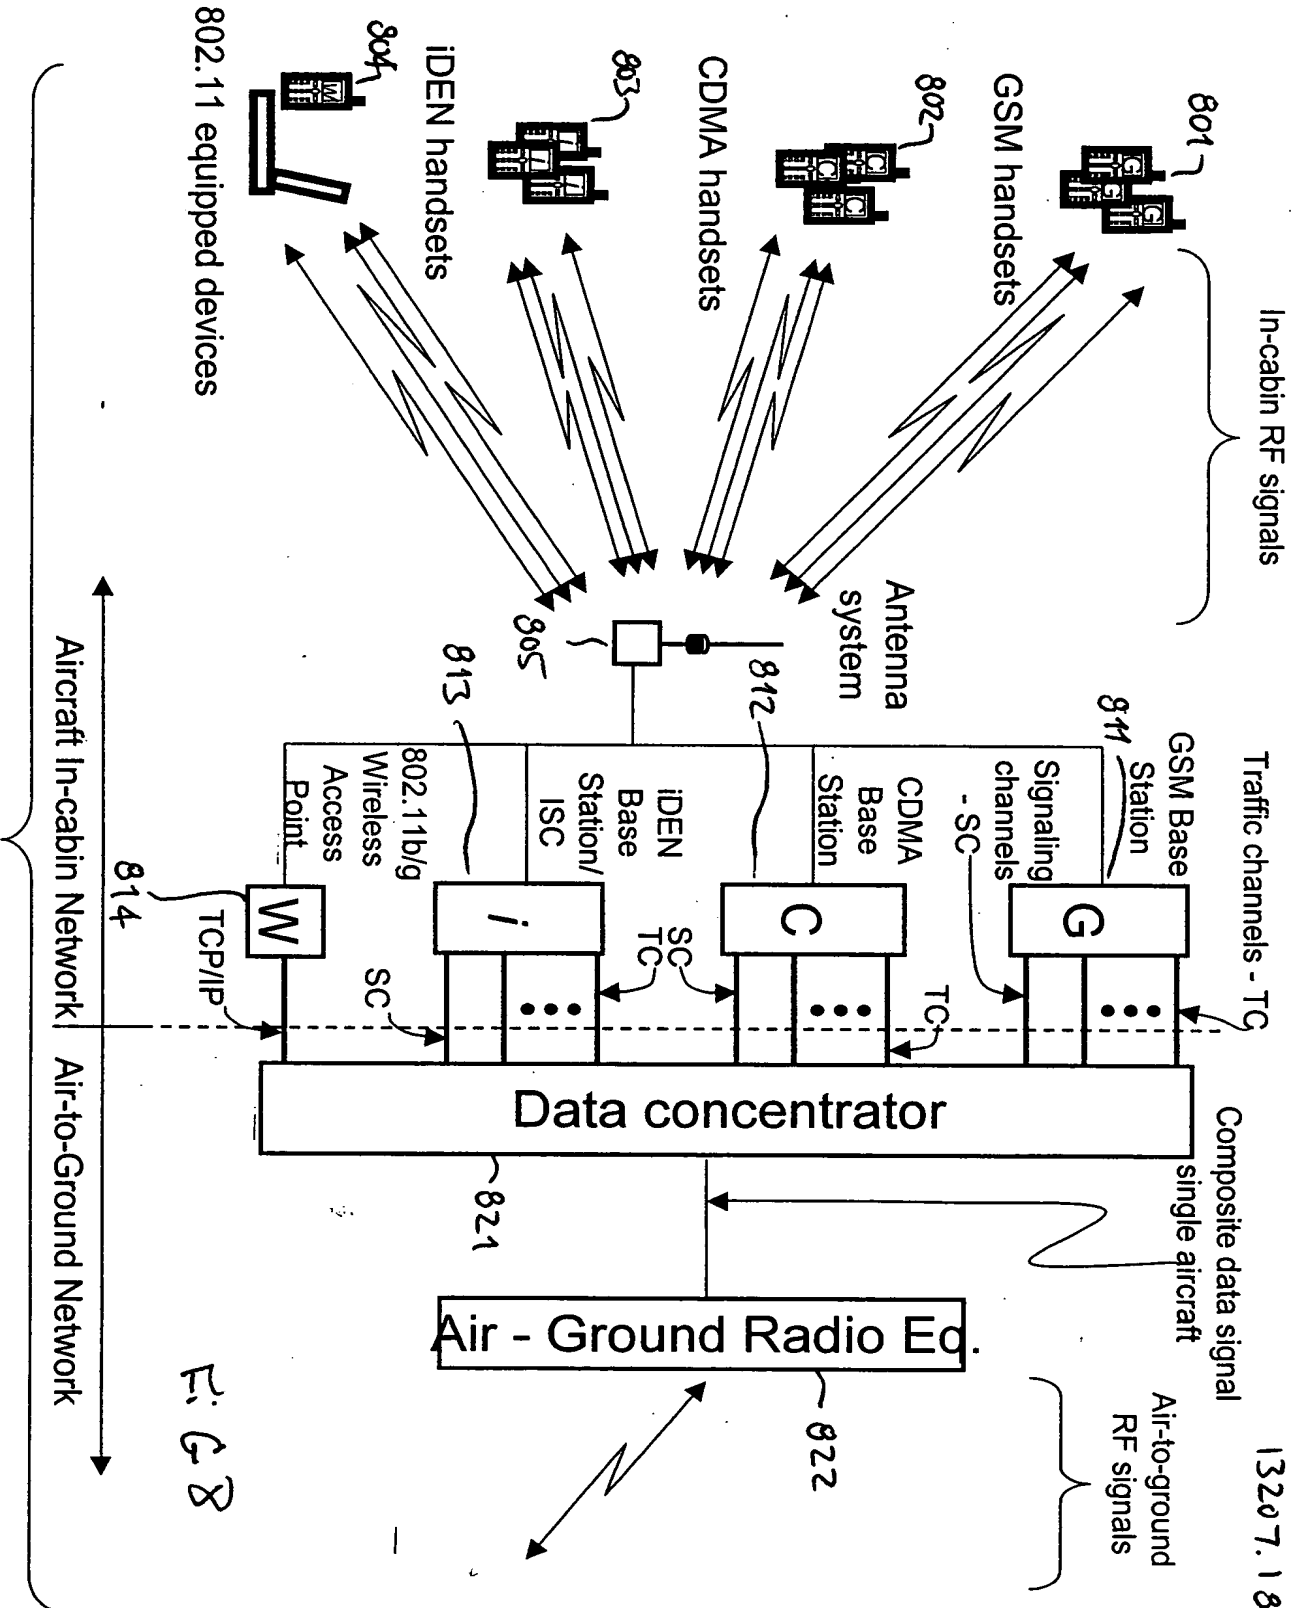 13207.18
In-cabin RF signals
Traffic channels - TC
Composite data signal
single aircraft
Air-to-ground
RF signals
801
G
G
G
GSM handsets
802
C
C
C
CDMA handsets
803
I
I
I
iDEN handsets
804
W
802.11 equipped devices
Antenna
system
805
GSM Base
Station
811
Signaling
channels
- SC
G
812
CDMA
Base
Station
C
TC
SC
TC
813
iDEN
Base
Station/
ISC
i
SC
802.11b/g
Wireless
Access
Point
W
814
TCP/IP
Data concentrator
821
Air - Ground Radio Eq.
822
Aircraft In-cabin Network
Air-to-Ground Network
FiG 8